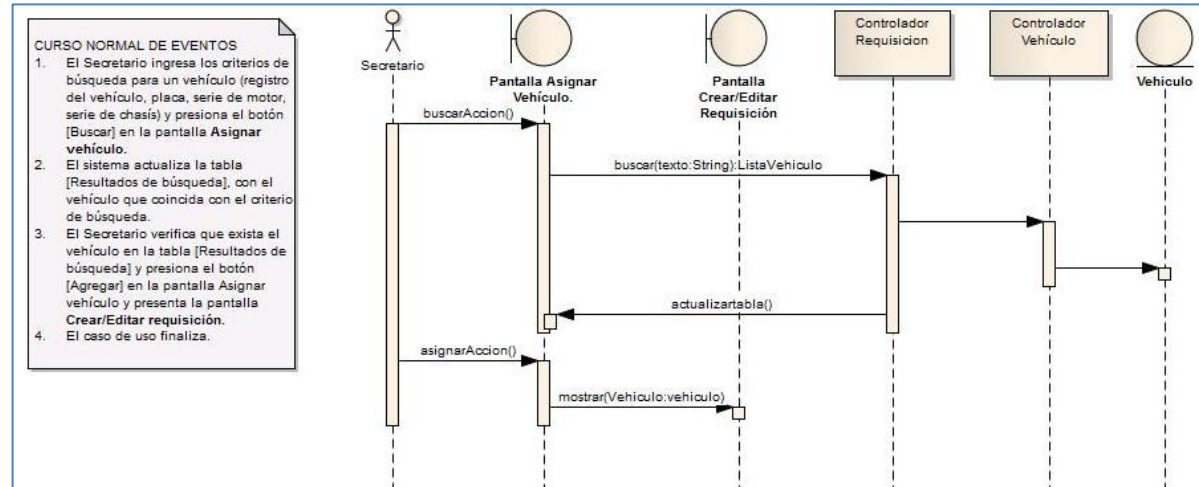 CURSO NORMAL DE EVENTOS
1. El Secretario ingresa los criterios de
búsqueda para un vehículo (registro
del vehículo, placa, serie de motor,
serie de chasís) y presiona el botón
[Buscar] en la pantalla Asignar
vehículo.
2. El sistema actualiza la tabla
[Resultados de búsqueda], con el
vehículo que coincida con el criterio
de búsqueda.
3. El Secretario verifica que exista el
vehículo en la tabla [Resultados de
búsqueda] y presiona el botón
[Agregar] en la pantalla Asignar
vehículo y presenta la pantalla
Crear/Editar requisición.
4. El caso de uso finaliza.
Secretario
Pantalla Asignar
Vehículo.
Pantalla
Crear/Editar
Requisición
Controlador
Requisicion
Controlador
Vehículo
Vehiculo
buscarAccion()
buscar(texto:String):ListaVehiculo
actualizartabla()
asignarAccion()
mostrar(Vehiculo:vehiculo)